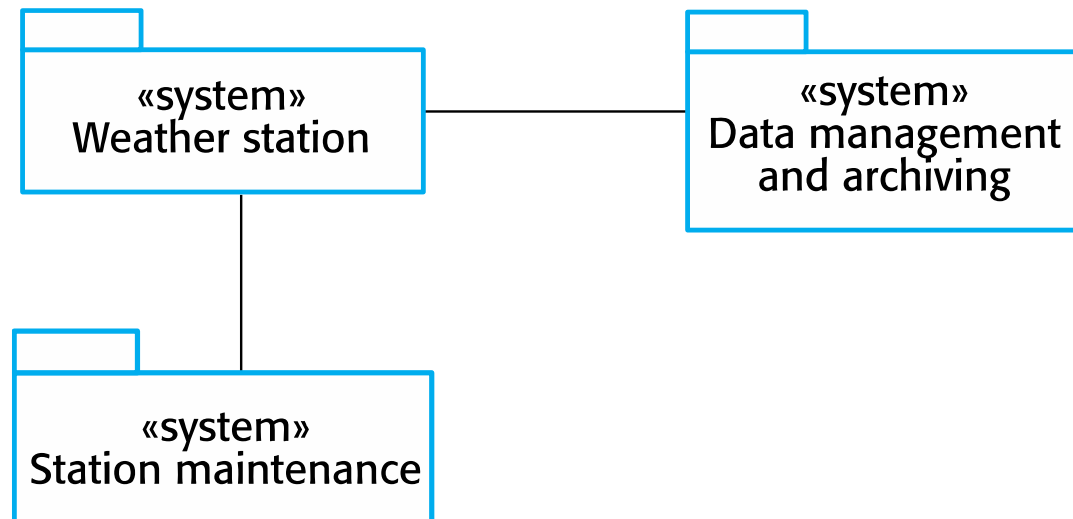 «system»
Weather station
«system»
Data management
and archiving
«system»
Station maintenance